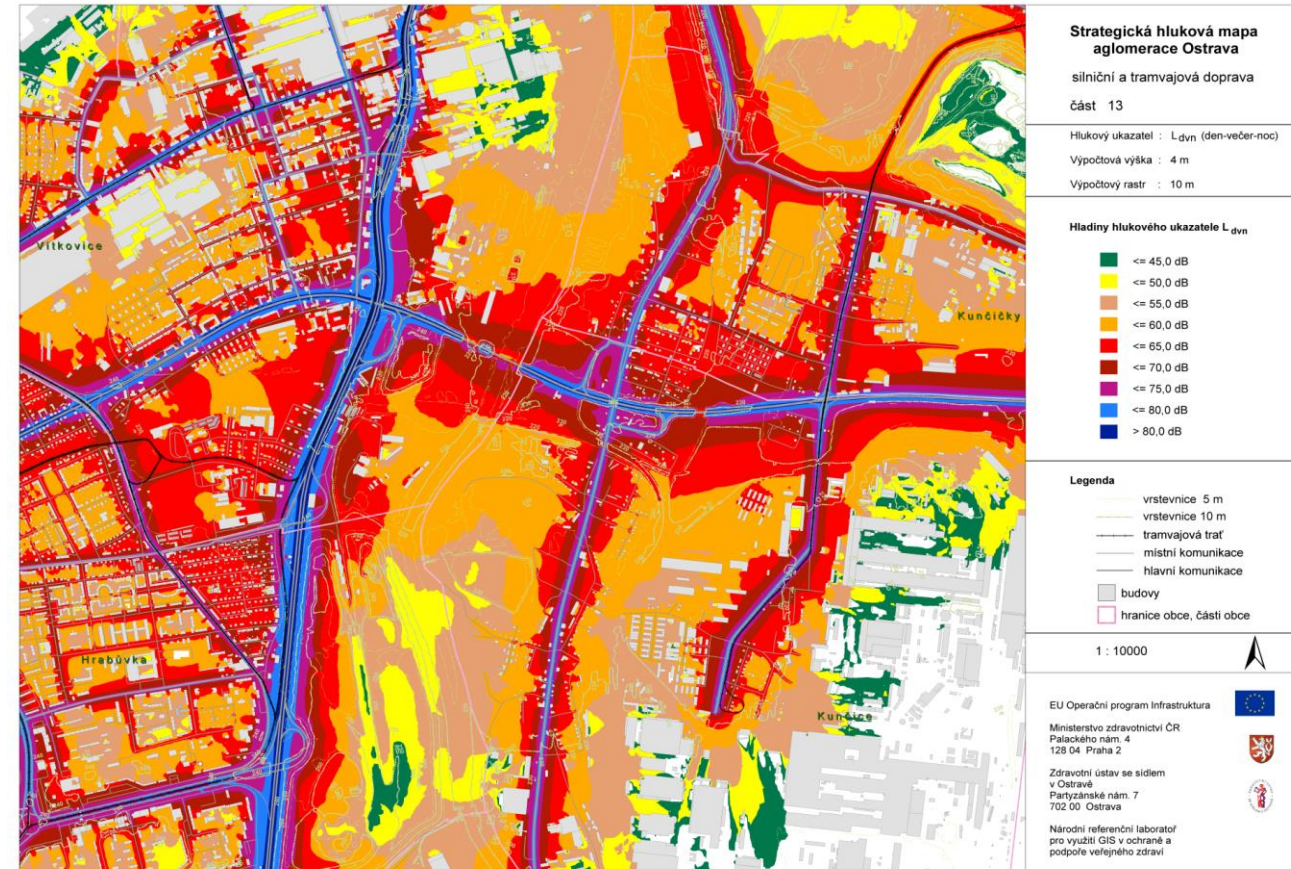 Strategická hluková mapa
aglomerace Ostrava
silniční a tramvajová doprava
část 13
Hlukový ukazatel : Ldvn (den-večer-noc)
Výpočtová výška : 4 m
Výpočtový rastr : 10 m
Hladiny hlukového ukazatele L dvn
<= 45,0 dB
<= 50,0 dB
<= 55,0 dB
<= 60,0 dB
<= 65,0 dB
<= 70,0 dB
<= 75,0 dB
<= 80,0 dB
> 80,0 dB
Legenda
vrstevnice 5 m
vrstevnice 10 m
tramvajová trať
místní komunikace
hlavní komunikace
budovy
hranice obce, části obce
1 : 10000
EU Operační program Infrastruktura
Ministerstvo zdravotnictví ČR
Palackého nám. 4
128 04 Praha 2
Zdravotní ústav se sídlem
v Ostravě
Partyzánské nám. 7
702 00 Ostrava
Národní referenční laboratoř
pro využití GIS v ochraně a
podpoře veřejného zdraví
Vítkovice
Kunčičky
Hrabůvka
Kunčice